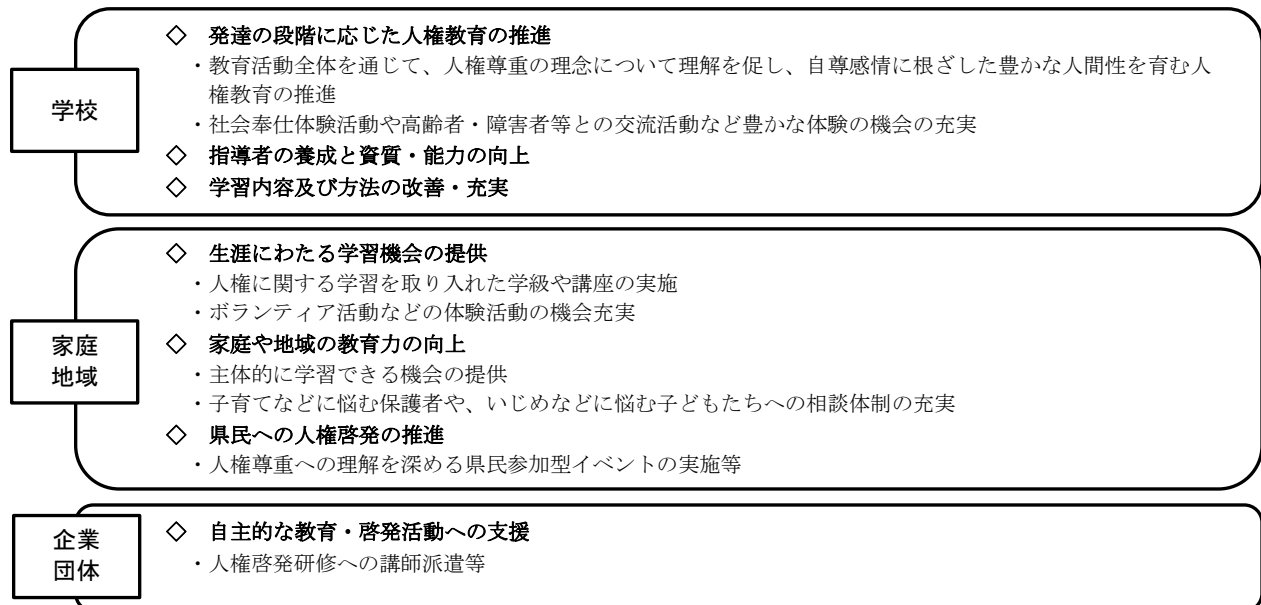 学校
◇ 発達の段階に応じた人権教育の推進
・教育活動全体を通じて、人権尊重の理念について理解を促し、自尊感情に根ざした豊かな人間性を育む人
権教育の推進
・社会奉仕体験活動や高齢者・障害者等との交流活動など豊かな体験の機会の充実
◇ 指導者の養成と資質・能力の向上
◇ 学習内容及び方法の改善・充実
家庭
地域
◇ 生涯にわたる学習機会の提供
・人権に関する学習を取り入れた学級や講座の実施
・ボランティア活動などの体験活動の機会充実
◇ 家庭や地域の教育力の向上
・主体的に学習できる機会の提供
・子育てなどに悩む保護者や、いじめなどに悩む子どもたちへの相談体制の充実
◇ 県民への人権啓発の推進
・人権尊重への理解を深める県民参加型イベントの実施等
企業
団体
◇ 自主的な教育・啓発活動への支援
・人権啓発研修への講師派遣等